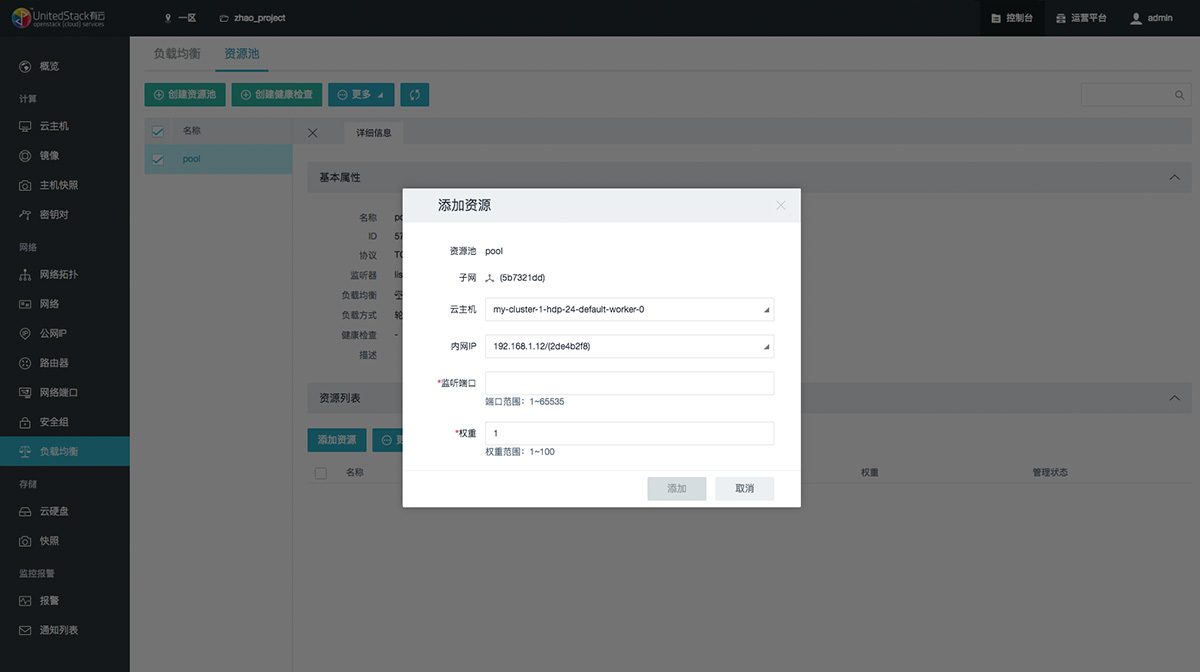 UnitedStack有云
openstack [cloud] services
一区
zhao_project
控制台
运营平台
admin
概览
计算
云主机
镜像
主机快照
密钥对
网络
网络拓扑
网络
公网IP
路由器
网络端口
安全组
负载均衡
存储
云硬盘
快照
监控报警
报警
通知列表
负载均衡 资源池
创建资源池 创建健康检查 更多
名称
pool
详细信息
基本属性
名称 po
ID 57
协议 TC
监听器 lis
负载均衡
负载方式 轮
健康检查 -
描述
资源列表
添加资源
名称 权重 管理状态
添加资源
资源池 pool
子网 (5b7321dd)
云主机 my-cluster-1-hdp-24-default-worker-0
内网IP 192.168.1.12/(2de4b2f8)
*监听端口
端口范围：1~65535
*权重 1
权重范围：1~100
添加 取消